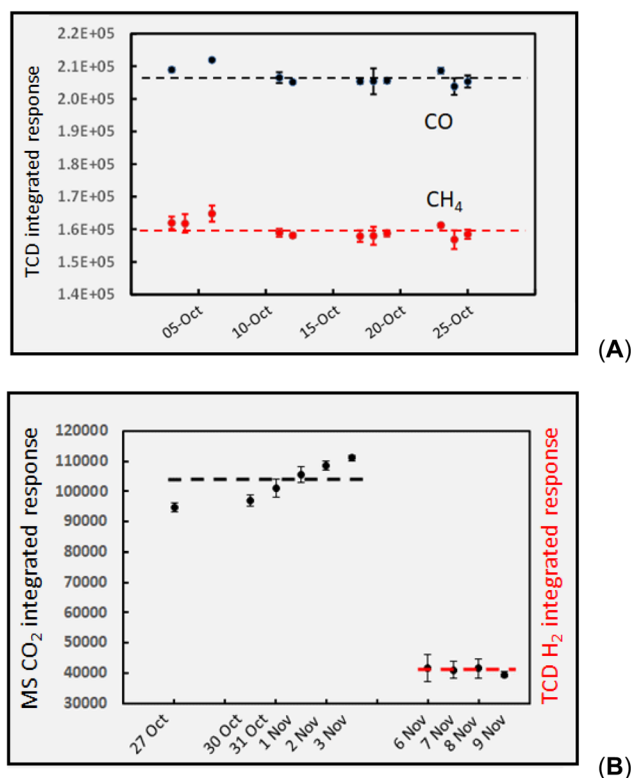 2.2E+05
2.1E+05
2.0E+05
1.9E+05
1.8E+05
1.7E+05
1.6E+05
1.5E+05
1.4E+05
TCD integrated response
CO
CH₄
05-Oct
10-Oct
15-Oct
20-Oct
25-Oct
(A)
120000
110000
100000
90000
80000
70000
60000
50000
40000
30000
MS CO₂ integrated response
TCD H₂ integrated response
27 Oct
30 Oct
31 Oct
1 Nov
2 Nov
3 Nov
6 Nov
7 Nov
8 Nov
9 Nov
(B)